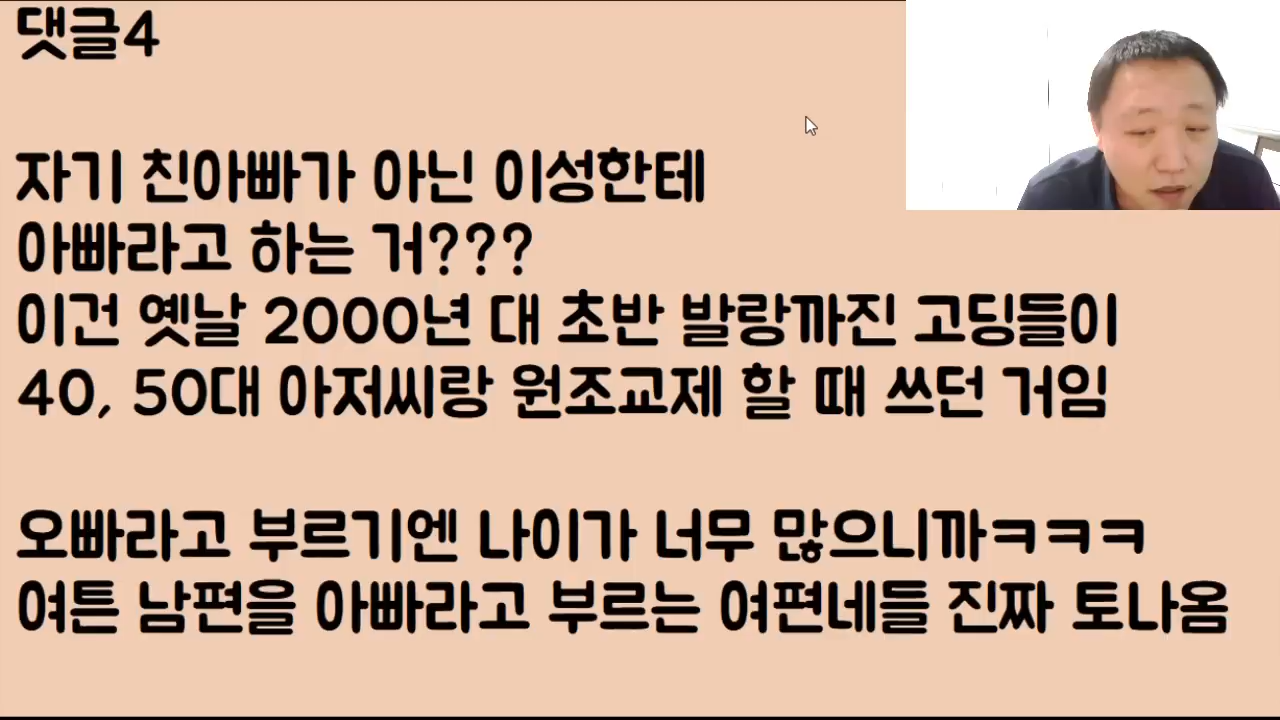 댓글4
자기 친아빠가 아닌 이성한테
아빠라고 하는 거???
이건 옛날 2000년 대 초반 발랑까진 고딩들이
40, 50대 아저씨랑 원조교제 할 때 쓰던 거임
오빠라고 부르기엔 나이가 너무 많으니까ㅋㅋㅋ
여튼 남편을 아빠라고 부르는 여편네들 진짜 토나옴